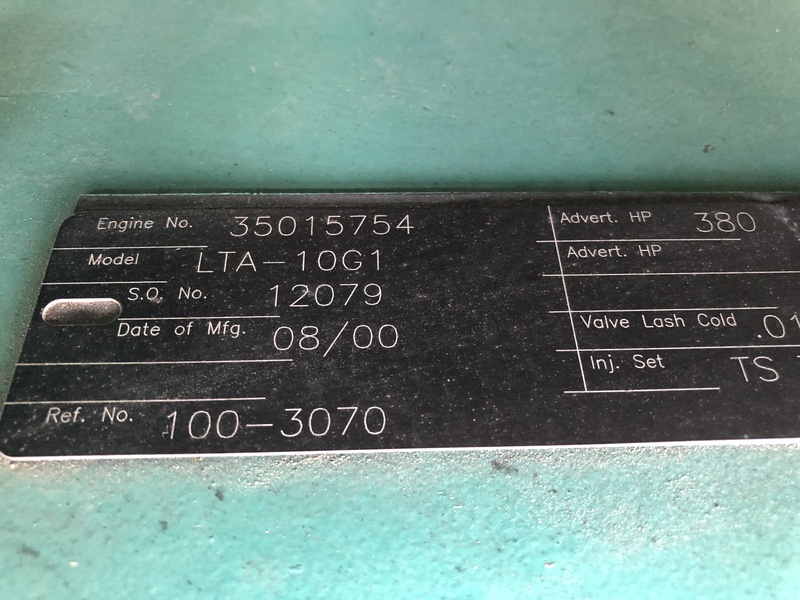 Engine No. 35015754
Model LTA-10G1
S.O. No. 12079
Date of Mfg. 08/00
Ref. No. 100-3070
Advert. HP 380
Advert. HP
Valve Lash Cold .01
Inj. Set TS